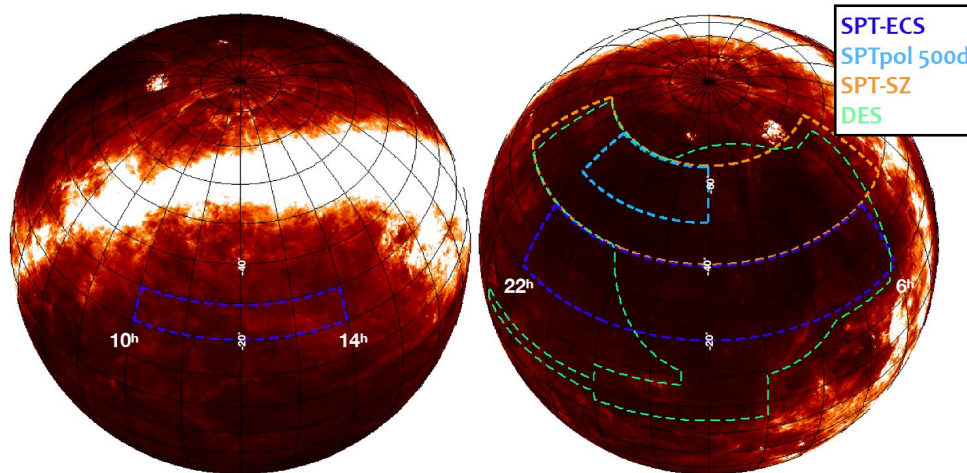 SPT-ECS
SPTpol 500d
SPT-SZ
DES
-40°
10h
14h
-20°
-60°
-40°
22h
6h
-20°